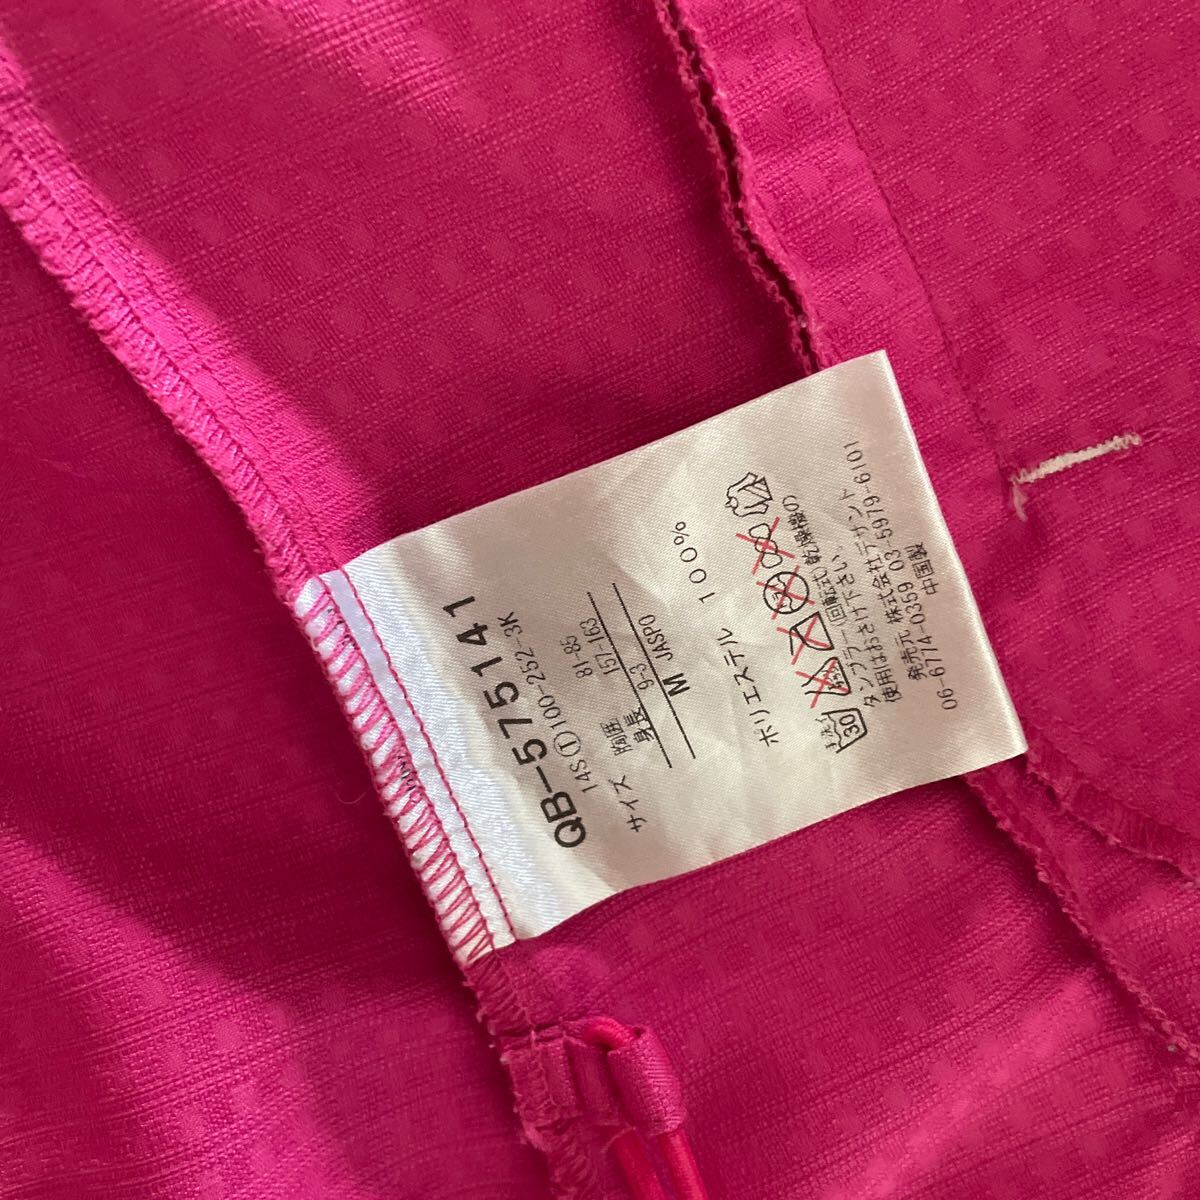 QB-575141
14S① 100-252-3K
サイズ 胸囲 81-85
身長 157-163
9-3
M JASPO
ポリエステル 100%
30
タンブラー(回転式)乾燥機の
使用はおさけ下さい。
発売元 株式会社デサント
06-6774-0359 03-5979-6101
中国製